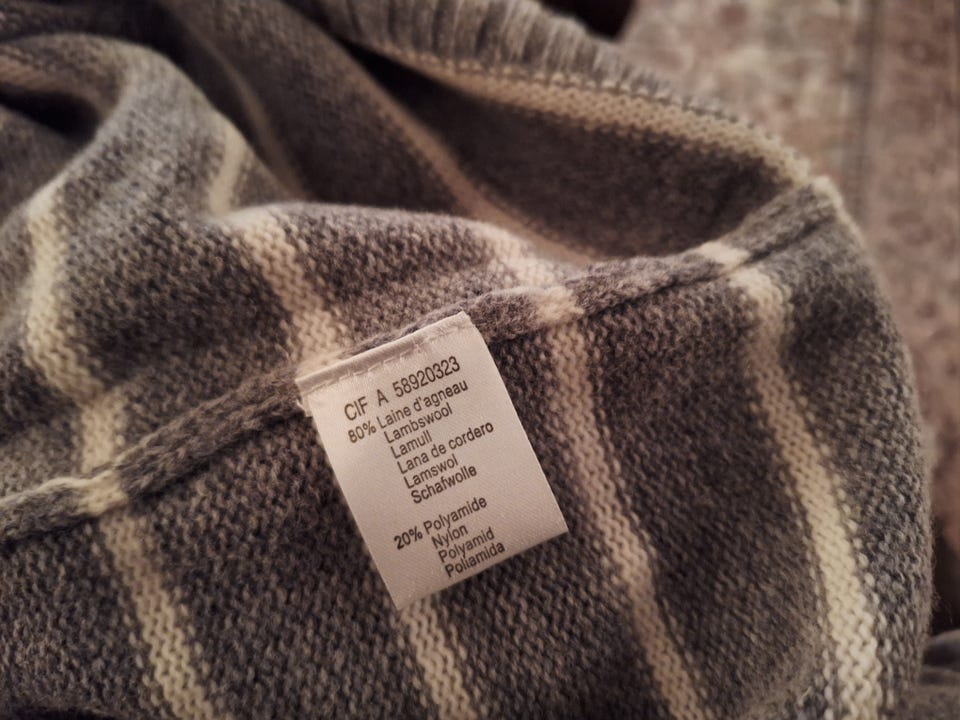 CIF A 58920323
80% Laine d'agneau
Lambswool
Lamull
Lana de cordero
Lamswol
Schafwolle
20% Polyamide
Nylon
Polyamid
Poliamida